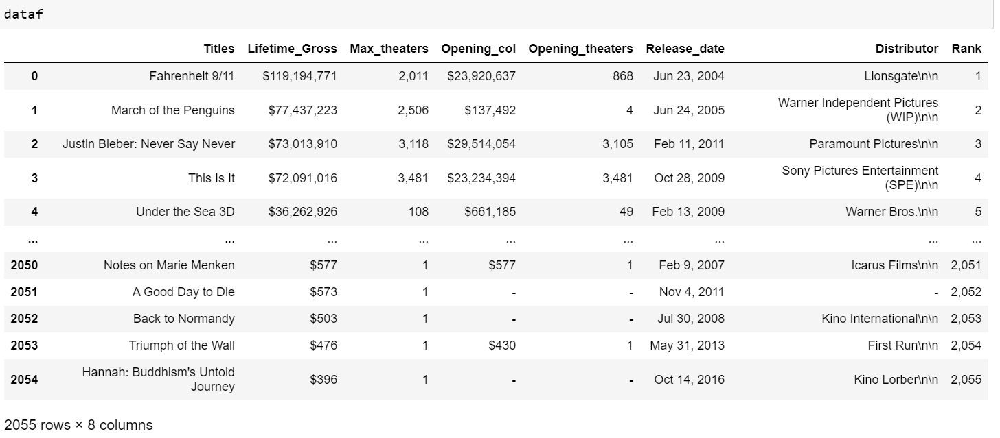 dataf
Titles Lifetime_Gross Max_theaters Opening_col Opening_theaters Release_date Distributor Rank
0 Fahrenheit 9/11 $119,194,771 2,011 $23,920,637 868 Jun 23, 2004 Lionsgate\n\n 1
1 March of the Penguins $77,437,223 2,506 $137,492 4 Jun 24, 2005 Warner Independent Pictures
(WIP)\n\n 2
2 Justin Bieber: Never Say Never $73,013,910 3,118 $29,514,054 3,105 Feb 11, 2011 Paramount Pictures\n\n 3
3 This Is It $72,091,016 3,481 $23,234,394 3,481 Oct 28, 2009 Sony Pictures Entertainment
(SPE)\n\n 4
4 Under the Sea 3D $36,262,926 108 $661,185 49 Feb 13, 2009 Warner Bros.\n\n 5
... ... ... ... ... ... ... ... ...
2050 Notes on Marie Menken $577 1 $577 1 Feb 9, 2007 Icarus Films\n\n 2,051
2051 A Good Day to Die $573 1 - - Nov 4, 2011 - 2,052
2052 Back to Normandy $503 1 - - Jul 30, 2008 Kino International\n\n 2,053
2053 Triumph of the Wall $476 1 $430 1 May 31, 2013 First Run\n\n 2,054
2054 Hannah: Buddhism's Untold
Journey $396 1 - - Oct 14, 2016 Kino Lorber\n\n 2,055
2055 rows × 8 columns